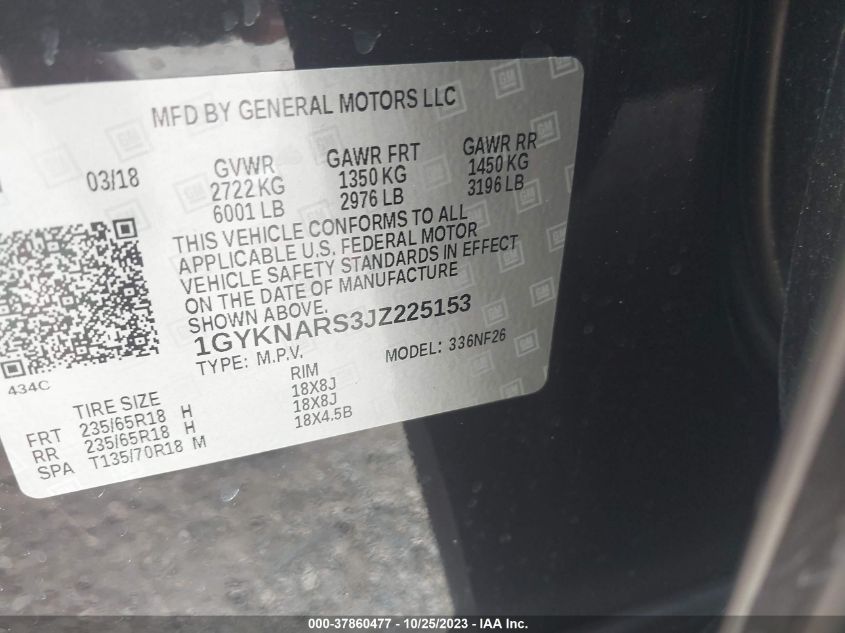 MFD BY GENERAL MOTORS LLC
03/18
GVWR
2722 KG
6001 LB
GAWR FRT
1350 KG
2976 LB
GAWR RR
1450 KG
3196 LB
THIS VEHICLE CONFORMS TO ALL
APPLICABLE U.S. FEDERAL MOTOR
VEHICLE SAFETY STANDARDS IN EFFECT
ON THE DATE OF MANUFACTURE
SHOWN ABOVE.
1GYKNARS3JZ225153
TYPE: M.P.V. MODEL: 336NF26
434C
TIRE SIZE RIM
FRT 235/65R18 H 18X8J
RR 235/65R18 H 18X8J
SPA T135/70R18 M 18X4.5B
000-37860477 - 10/25/2023 - IAA Inc.